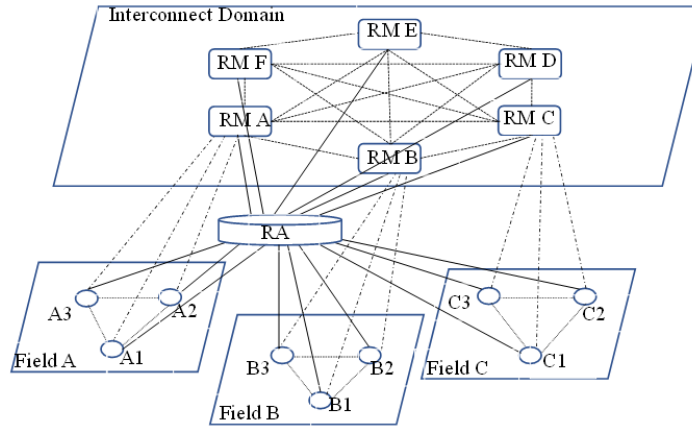 Interconnect Domain
RM E
RM F
RM D
RM A
RM C
RM B
RA
A3
A2
A1
Field A
B3
B2
B1
Field B
C3
C2
C1
Field C